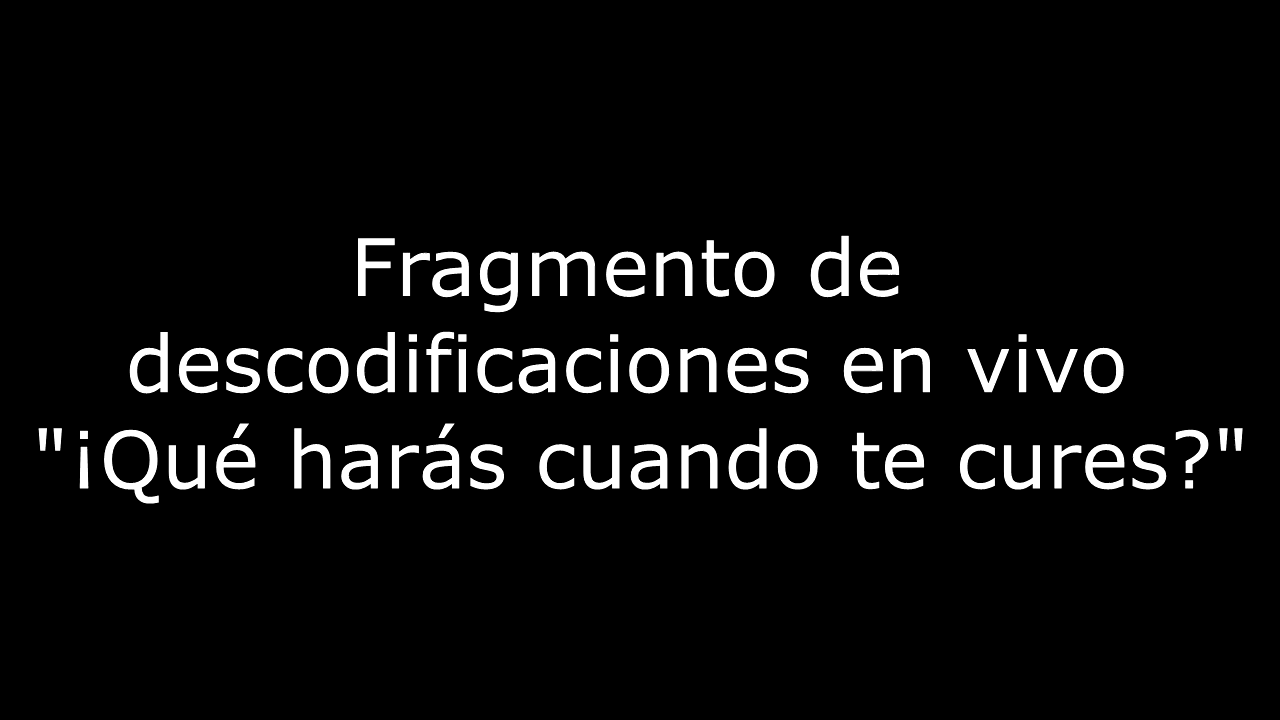 Fragmento de
descodificaciones en vivo
"¡Qué harás cuando te cures?"